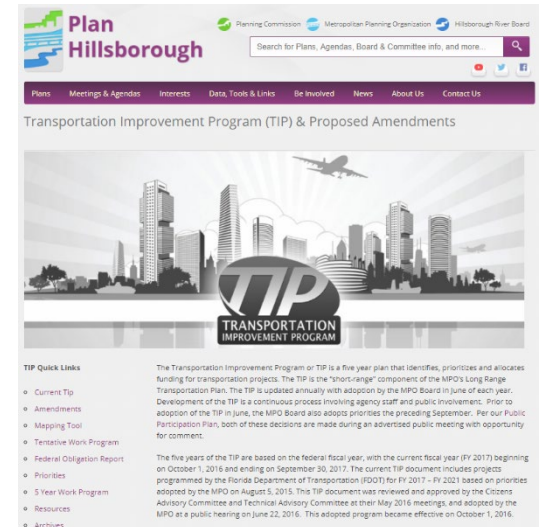 Plan
Hillsborough
Planning Commission
Metropolitan Planning Organization
Hillsborough River Board
Search for Plans, Agendas, Board & Committee info, and more...
Plans
Meetings & Agendas
Interests
Data, Tools & Links
Be Involved
News
About Us
Contact Us
Transportation Improvement Program (TIP) & Proposed Amendments
TIP
TRANSPORTATION
IMPROVEMENT PROGRAM
TIP Quick Links
Current Tip
Amendments
Mapping Tool
Tentative Work Program
Federal Obligation Report
Priorities
5 Year Work Program
Resources
Archives
The Transportation Improvement Program or TIP is a five year plan that identifies, prioritizes and allocates
funding for transportation projects. The TIP is the "short-range" component of the MPO's Long Range
Transportation Plan. The TIP is updated annually with adoption by the MPO Board in June of each year.
Development of the TIP is a continuous process involving agency staff and public involvement. Prior to
adoption of the TIP in June, the MPO Board also adopts priorities the preceding September. Per our Public
Participation Plan, both of these decisions are made during an advertised public meeting with opportunity
for comment.
The five years of the TIP are based on the federal fiscal year, with the current fiscal year (FY 2017) beginning
on October 1, 2016 and ending on September 30, 2017. The current TIP document includes projects
programmed by the Florida Department of Transportation (FDOT) for FY 2017 – FY 2021 based on priorities
adopted by the MPO on August 5, 2015. This TIP document was reviewed and approved by the Citizens
Advisory Committee and Technical Advisory Committee at their May 2016 meetings, and adopted by the
MPO at a public hearing on June 22, 2016. This adopted program became effective on October 1, 2016.